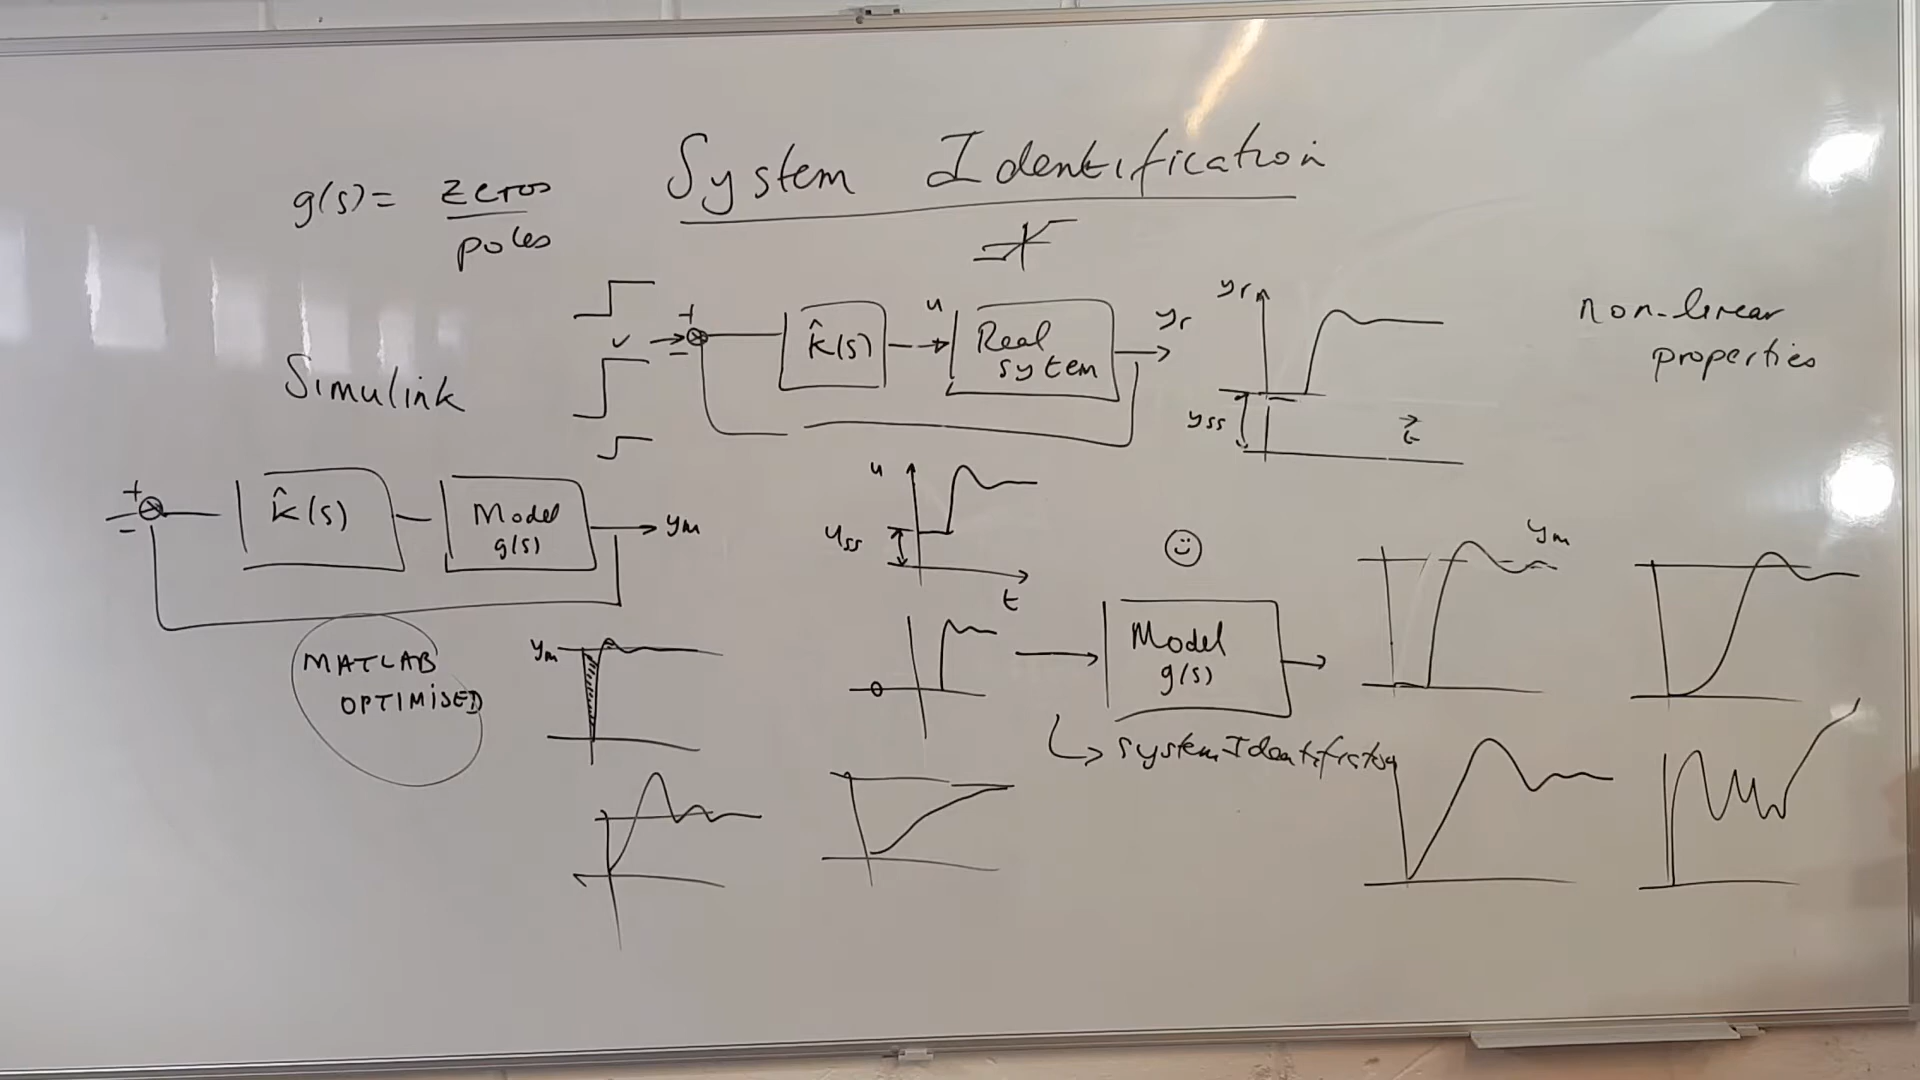 System Identification
g(s) = zeros
poles
Simulink
+
-
k̂(s)
u
Real
system
yr
yr
yss
t
non-linear
properties
+
-
k̂(s)
Model
g(s)
ym
u
uss
t
MATLAB
OPTIMISED
ym
Model
g(s)
ym
System Identification